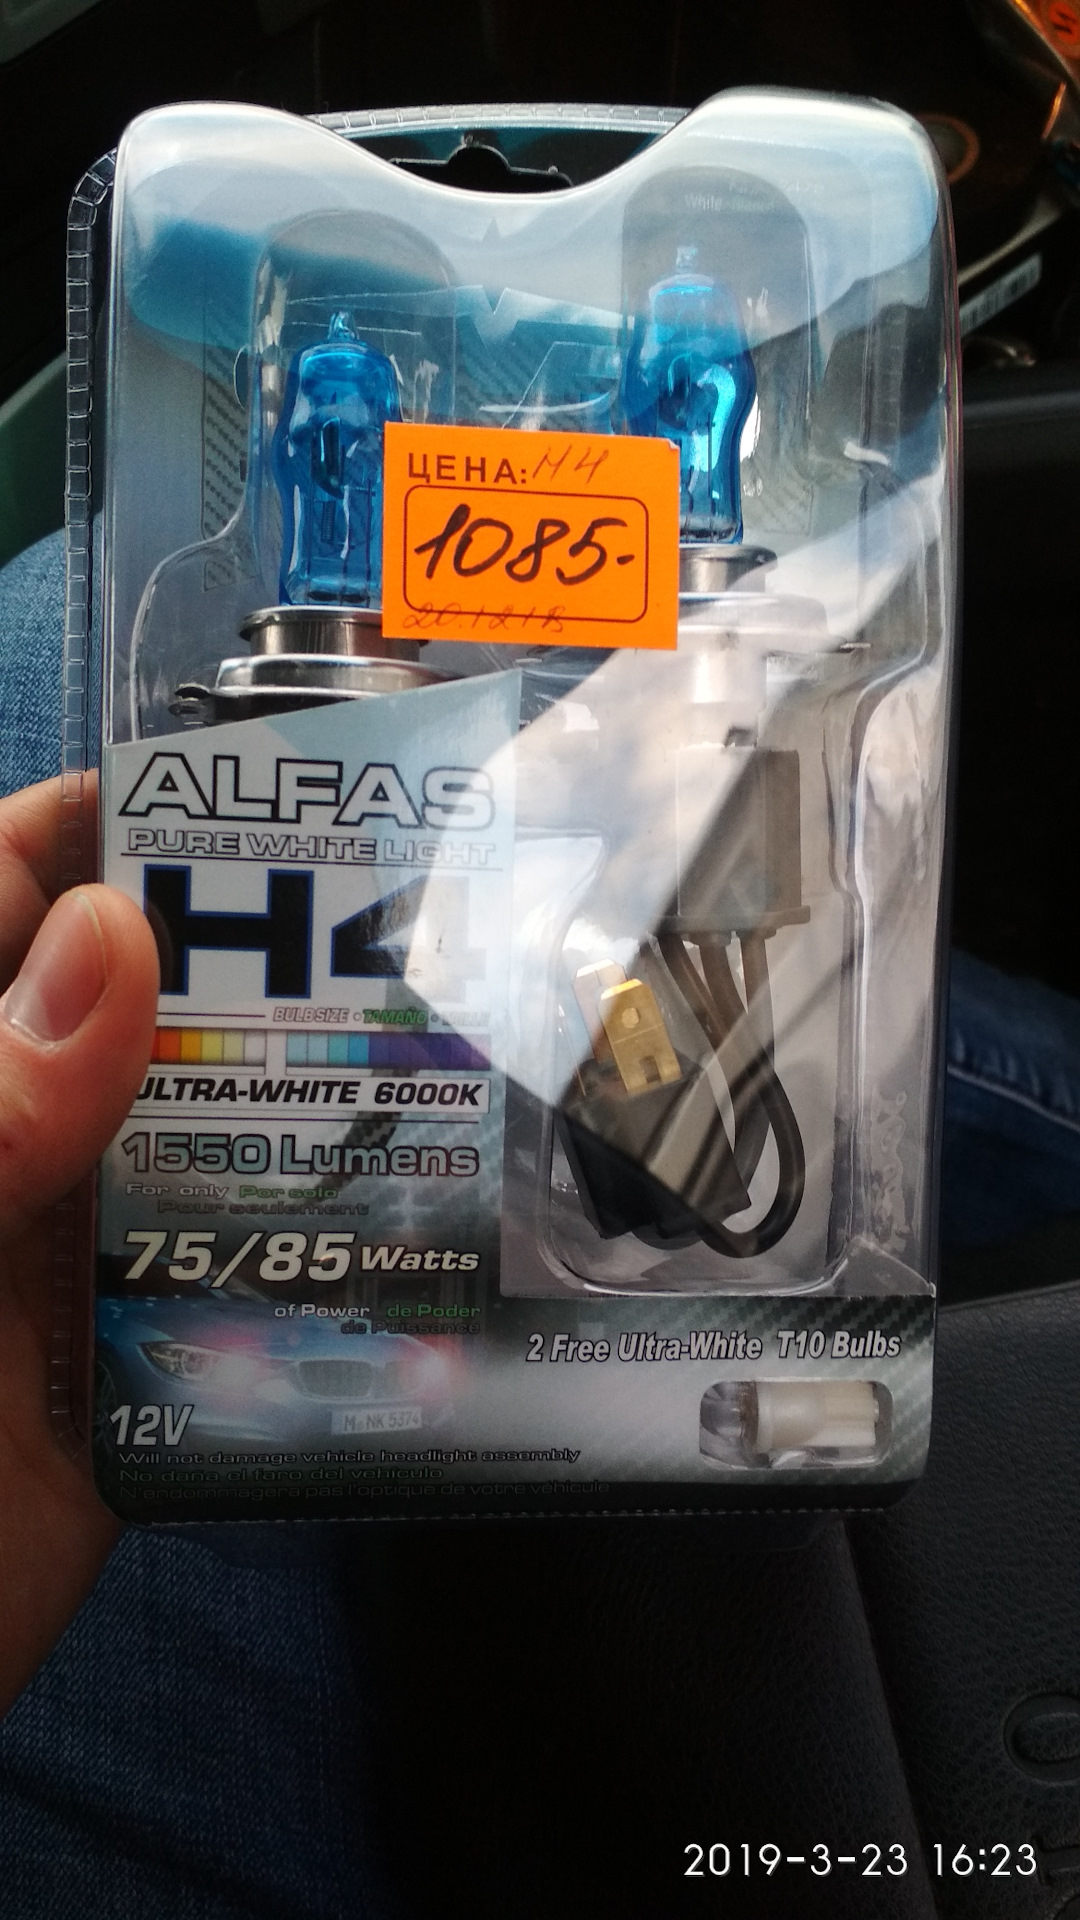 ЦЕНА: H4
1085-
ALFAS
PURE WHITE LIGHT
H4
BULB SIZE • TAMAÑO •
ULTRA-WHITE 6000K
1550 Lumens
For only Por solo
Pour seulement
75/85 Watts
of Power de Poder
de Puissance
2 Free Ultra-White T10 Bulbs
M NK 5374
12V
Will not damage vehicle headlight assembly
No daña el faro del vehículo
N'endommagera pas l'optique de votre véhicule
2019-3-23 16:23